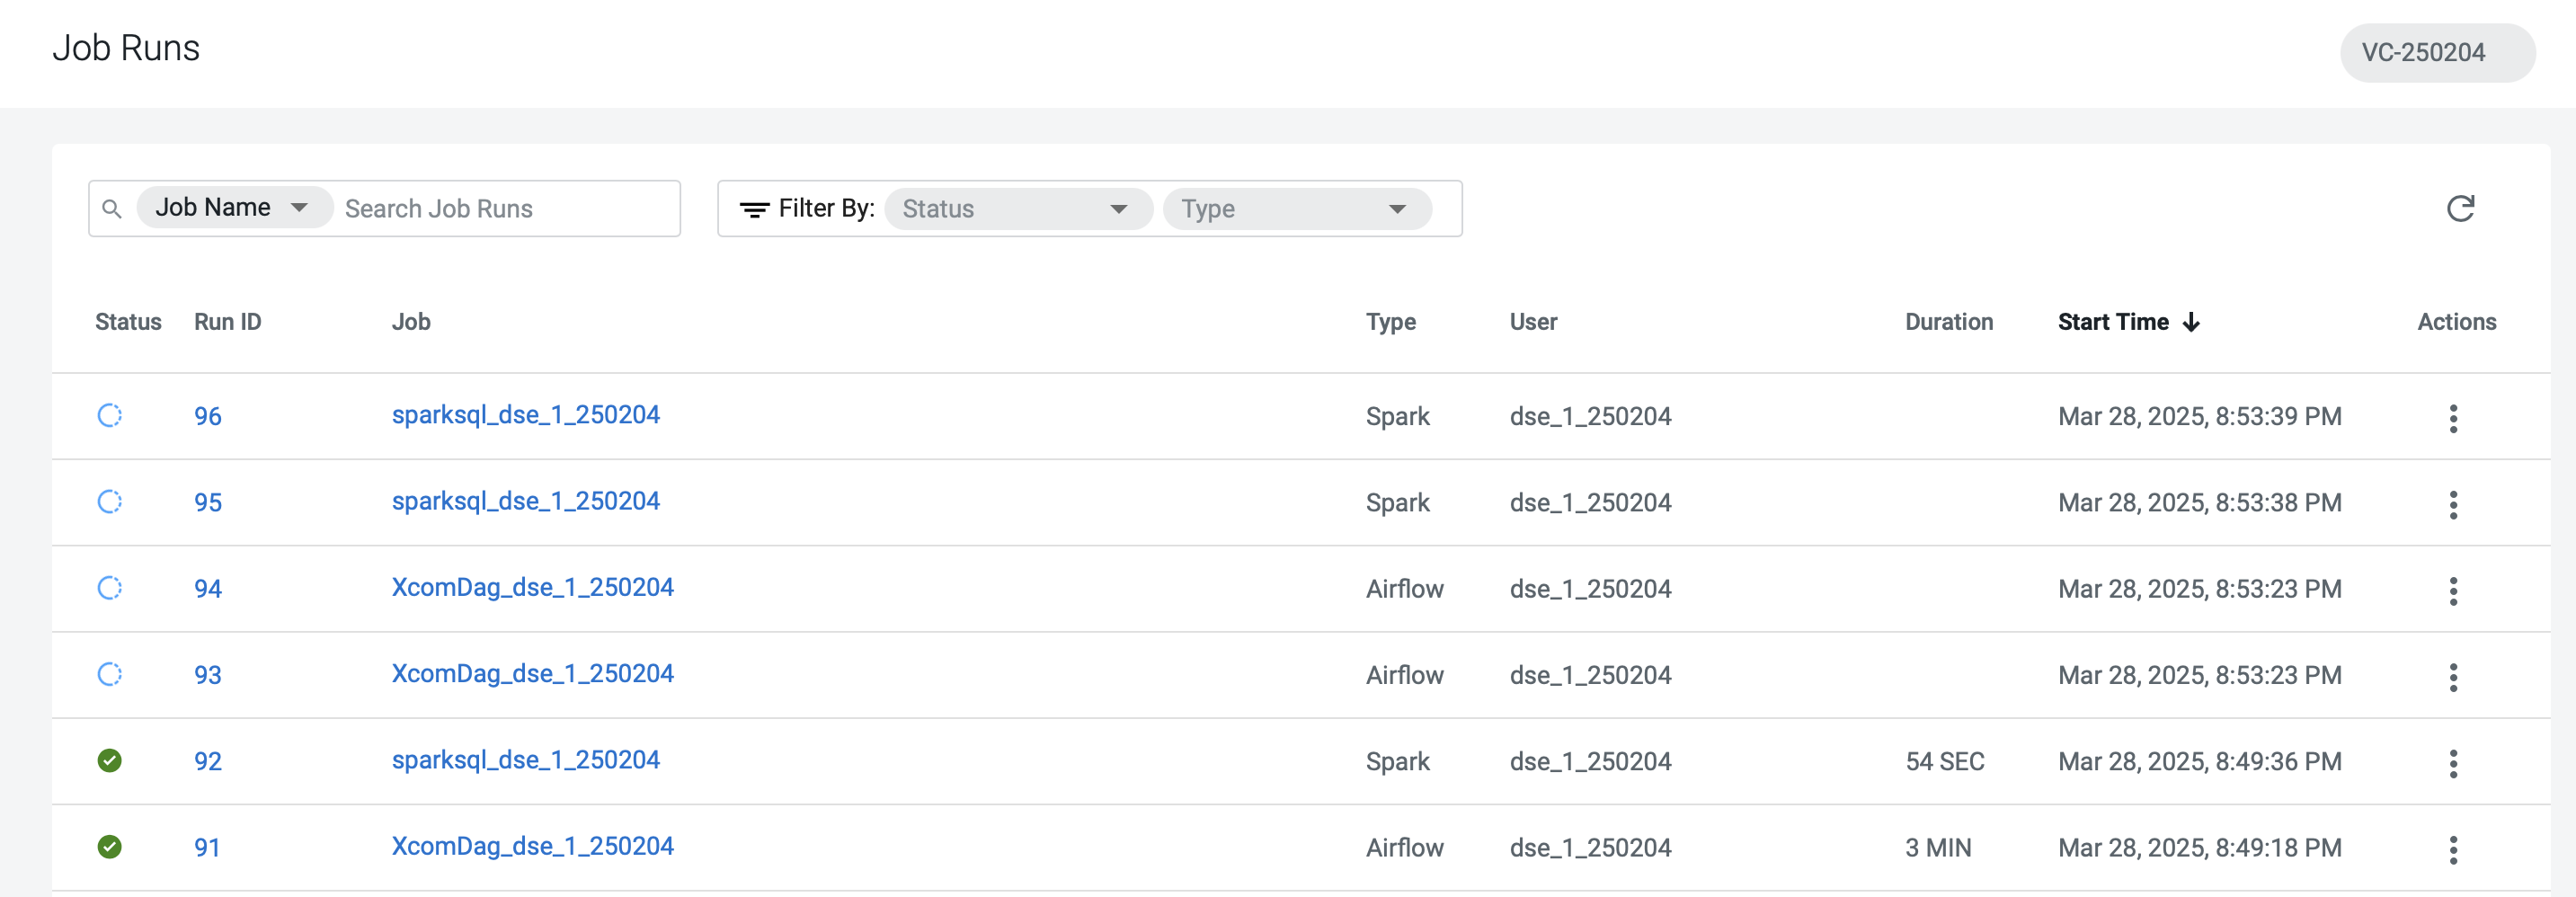 Job Runs
VC-250204
Job Name Search Job Runs Filter By: Status Type
Status Run ID Job Type User Duration Start Time Actions
96 sparksql_dse_1_250204 Spark dse_1_250204 Mar 28, 2025, 8:53:39 PM
95 sparksql_dse_1_250204 Spark dse_1_250204 Mar 28, 2025, 8:53:38 PM
94 XcomDag_dse_1_250204 Airflow dse_1_250204 Mar 28, 2025, 8:53:23 PM
93 XcomDag_dse_1_250204 Airflow dse_1_250204 Mar 28, 2025, 8:53:23 PM
92 sparksql_dse_1_250204 Spark dse_1_250204 54 SEC Mar 28, 2025, 8:49:36 PM
91 XcomDag_dse_1_250204 Airflow dse_1_250204 3 MIN Mar 28, 2025, 8:49:18 PM